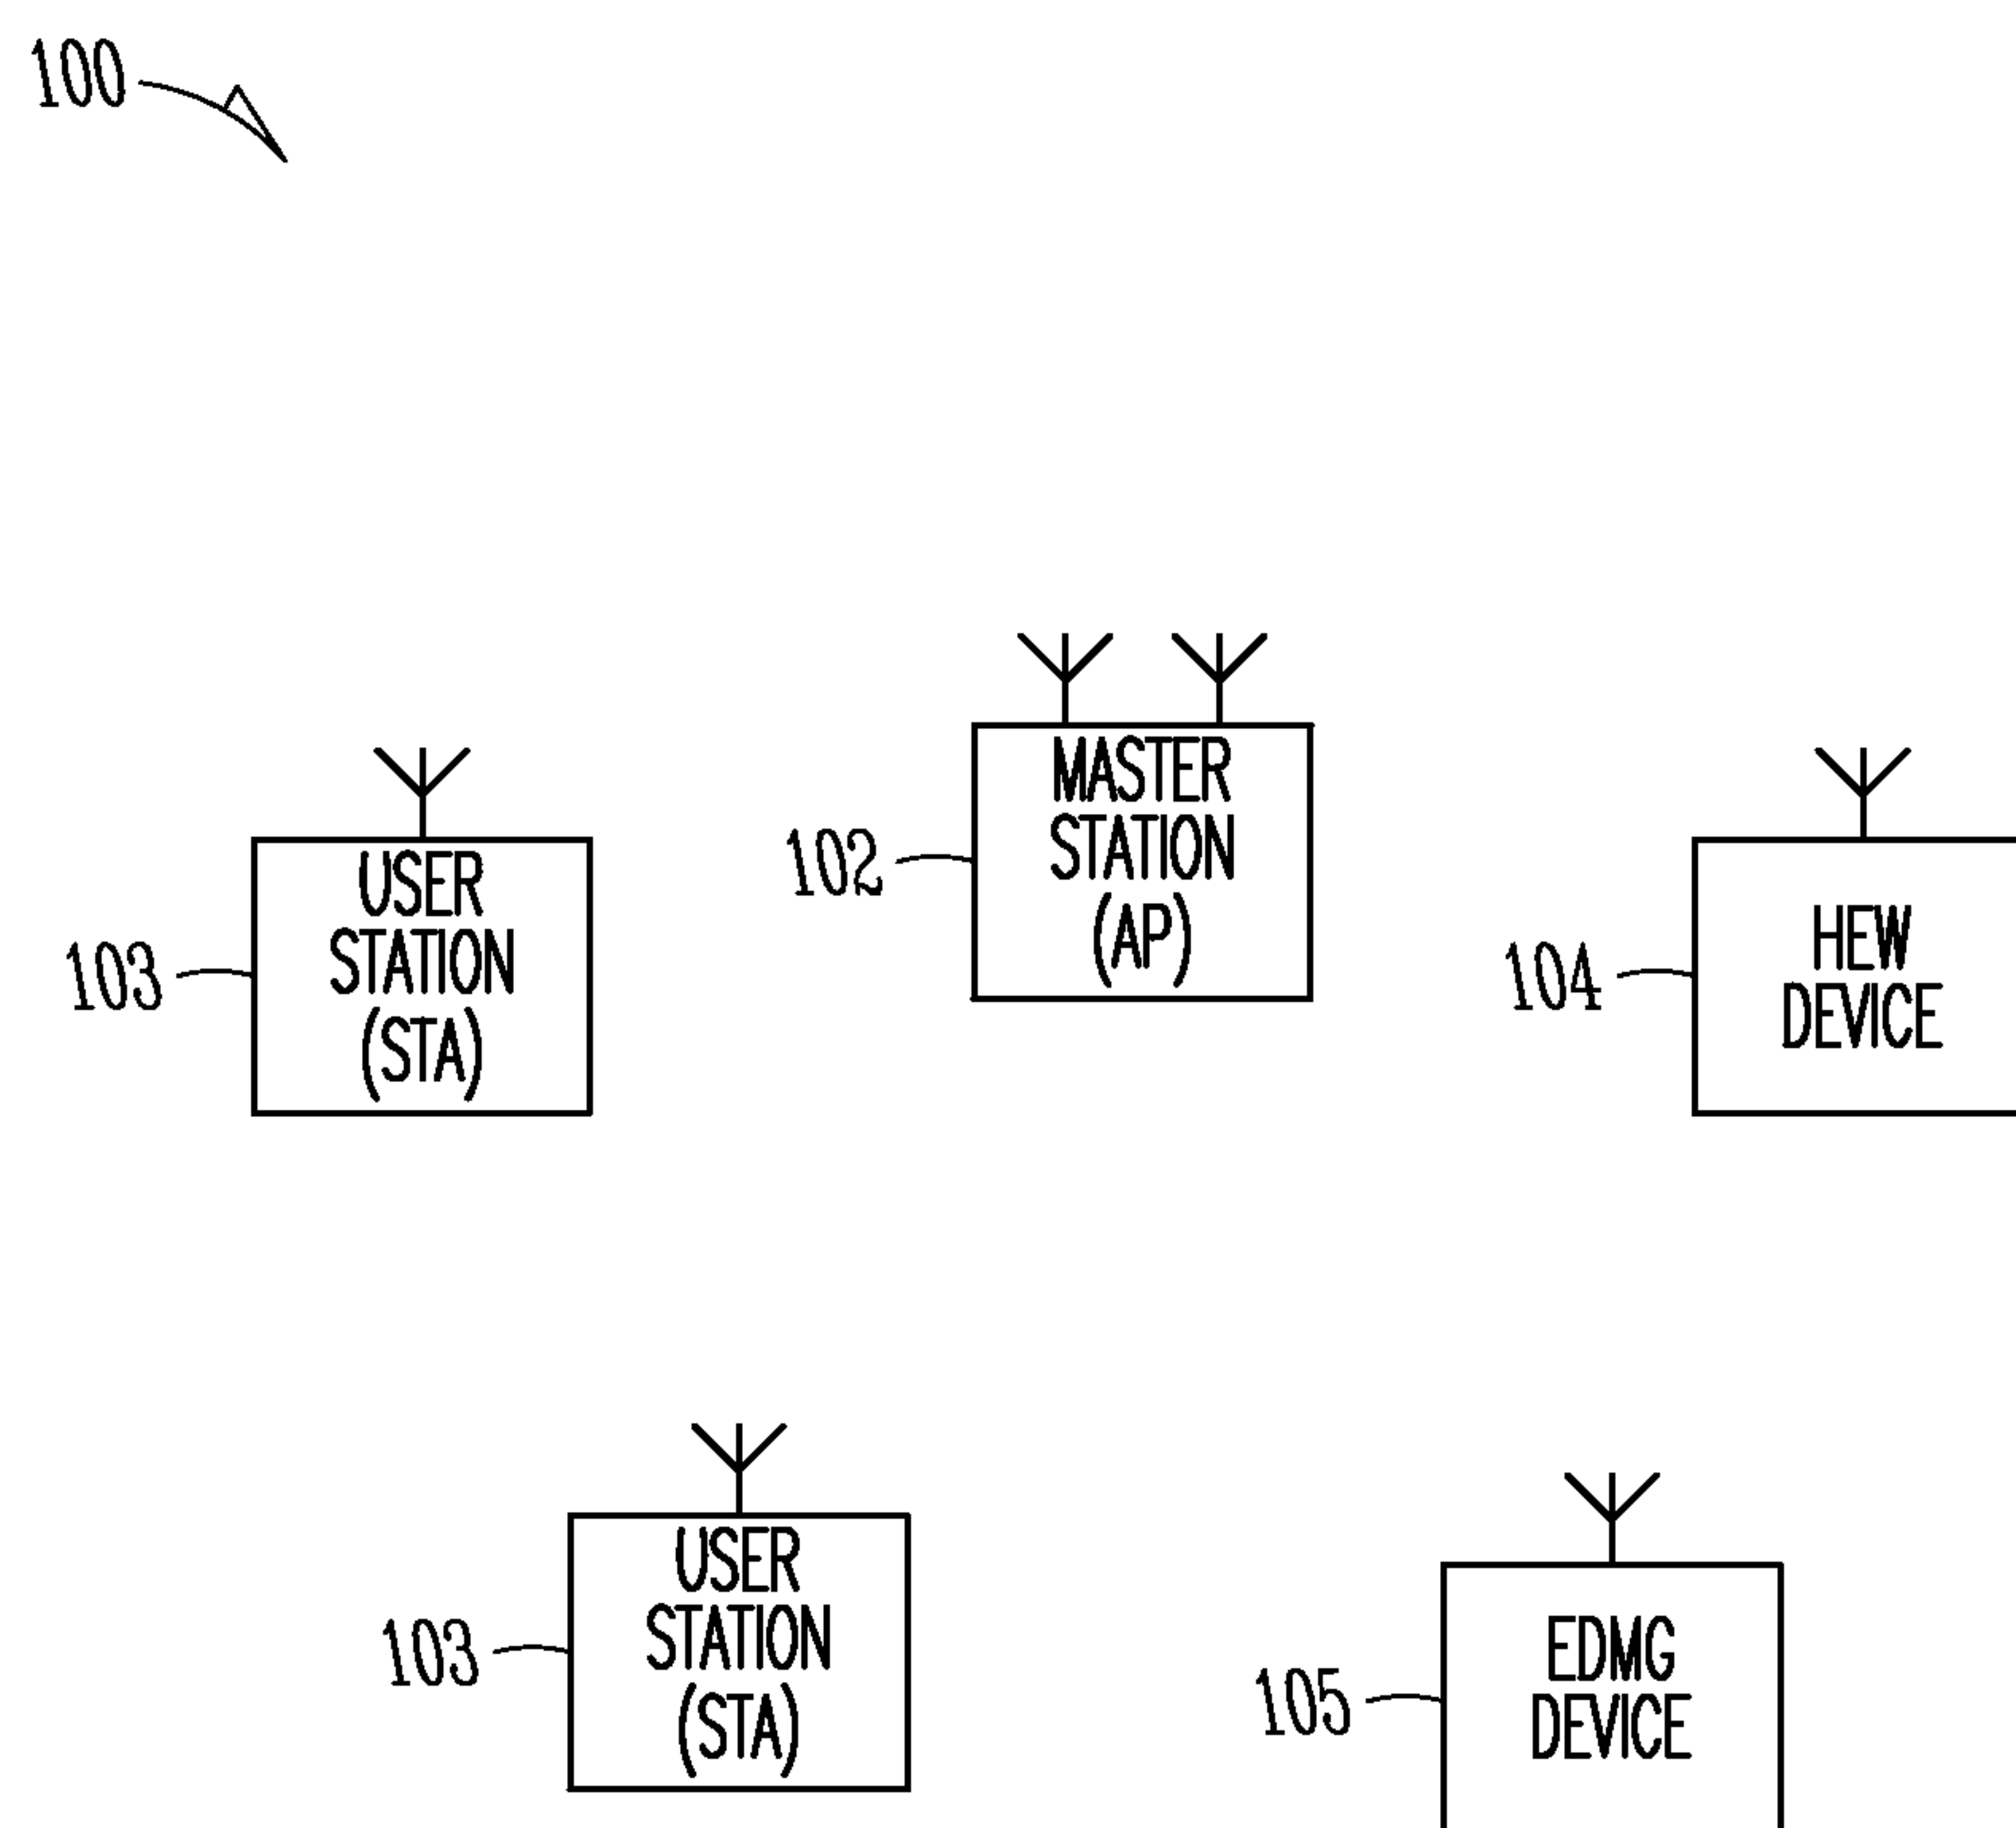 100
MASTER
STATION
(AP)
102
USER
STATION
(STA)
103
HEW
DEVICE
104
USER
STATION
(STA)
103
EDMG
DEVICE
105